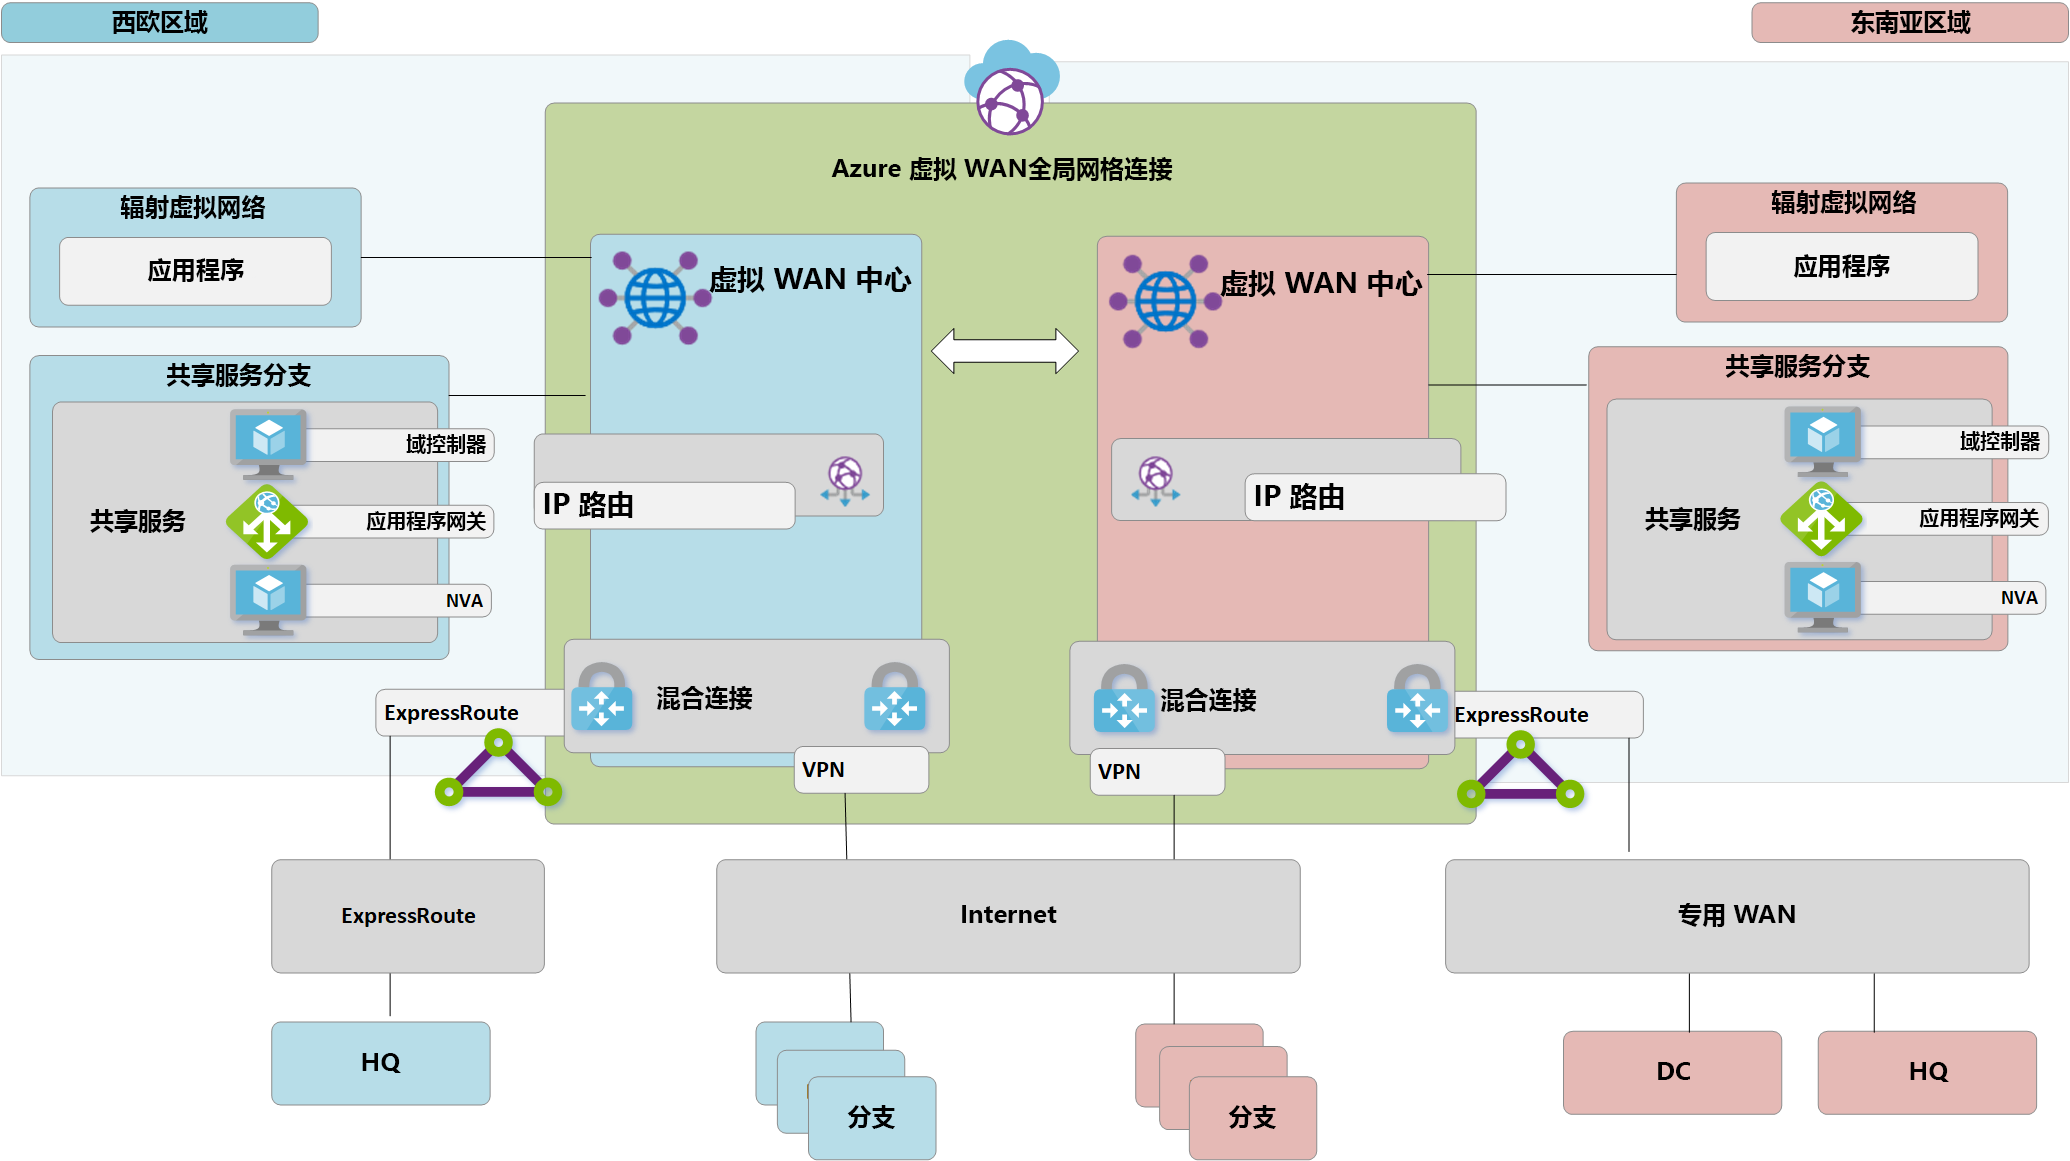 西欧区域
东南亚区域
Azure 虚拟 WAN全局网格连接
辐射虚拟网络
应用程序
虚拟 WAN 中心
虚拟 WAN 中心
辐射虚拟网络
应用程序
共享服务分支
共享服务
域控制器
应用程序网关
NVA
IP 路由
IP 路由
共享服务分支
共享服务
域控制器
应用程序网关
NVA
ExpressRoute
混合连接
VPN
混合连接
VPN
ExpressRoute
ExpressRoute
Internet
专用 WAN
HQ
分支
分支
DC
HQ